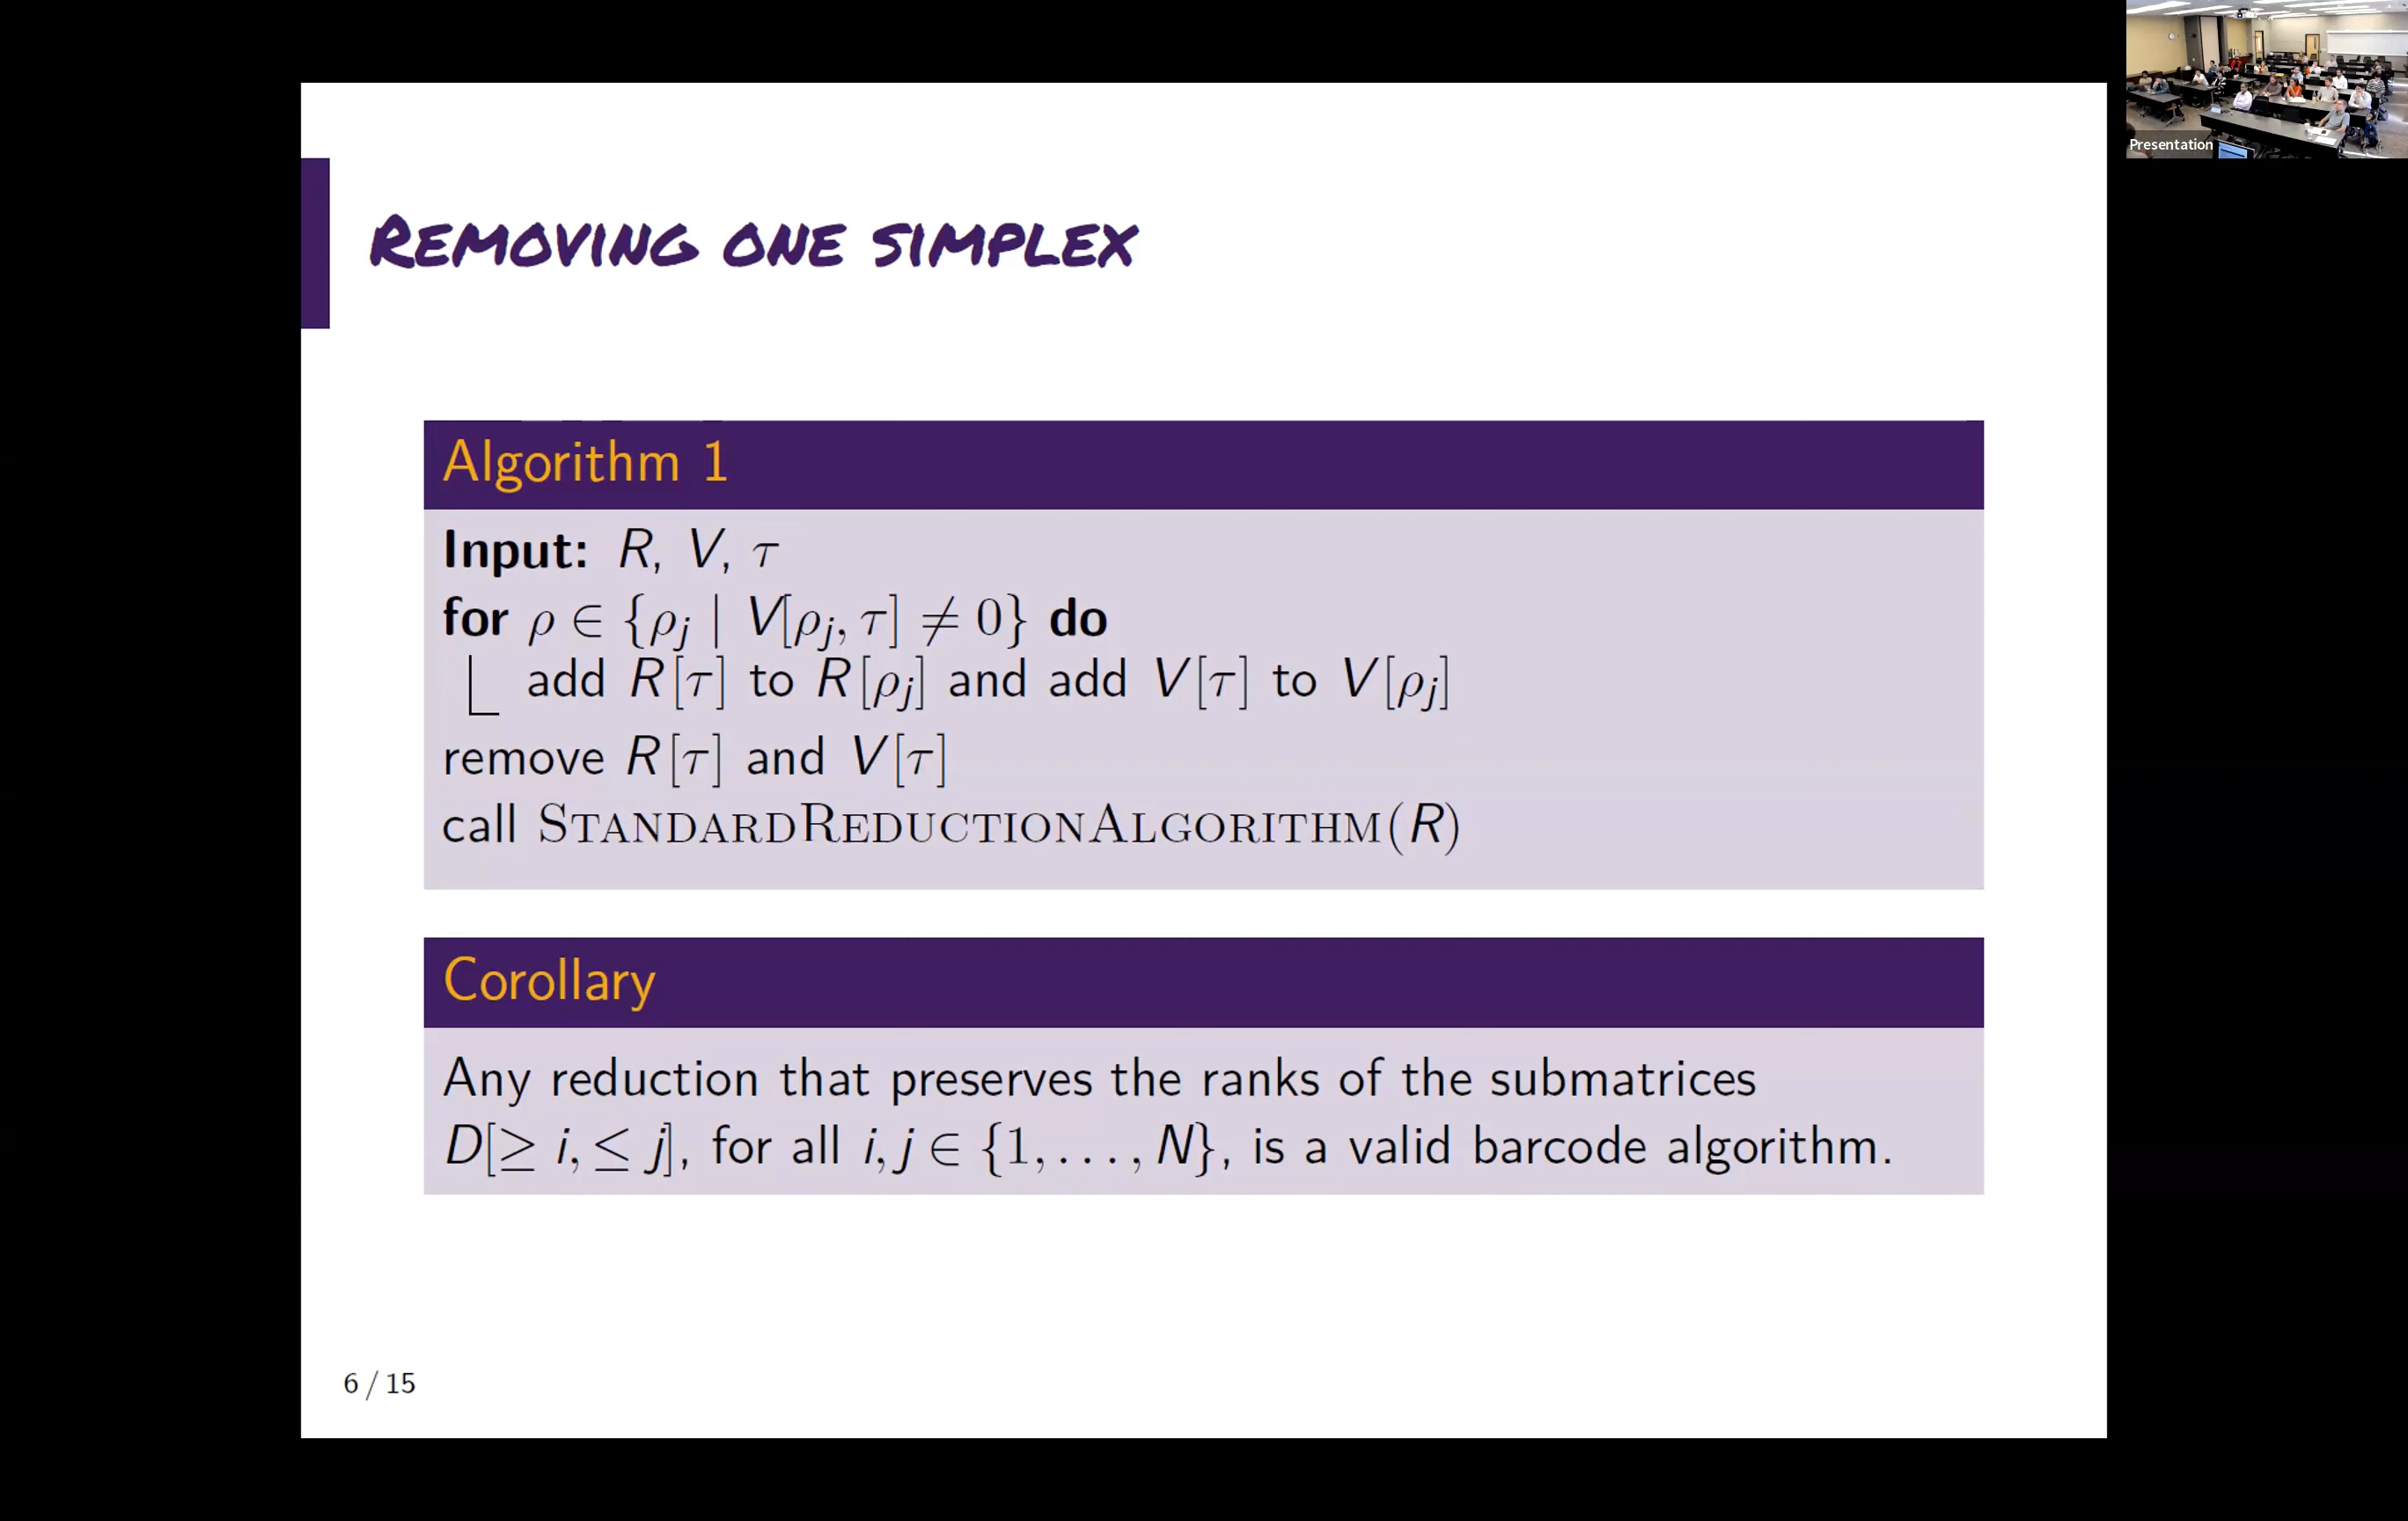 Presentation
Removing one simplex
Algorithm 1
Input: R, V, τ
for ρ ∈ {ρⱼ | V[ρⱼ, τ] ≠ 0} do
add R[τ] to R[ρⱼ] and add V[τ] to V[ρⱼ]
remove R[τ] and V[τ]
call StandardReductionAlgorithm(R)
Corollary
Any reduction that preserves the ranks of the submatrices
D[≥ i, ≤ j], for all i, j ∈ {1, . . . , N}, is a valid barcode algorithm.
6 / 15